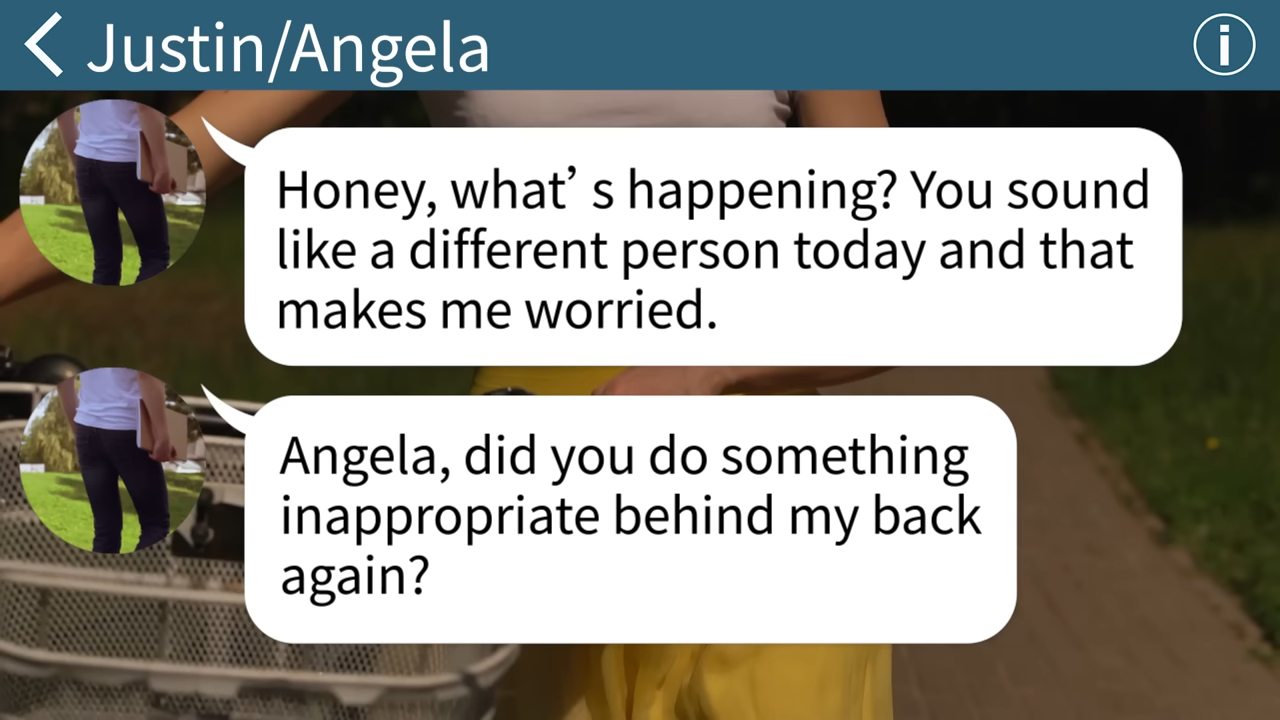 Justin/Angela
Honey, what’s happening? You sound
like a different person today and that
makes me worried.
Angela, did you do something
inappropriate behind my back
again?